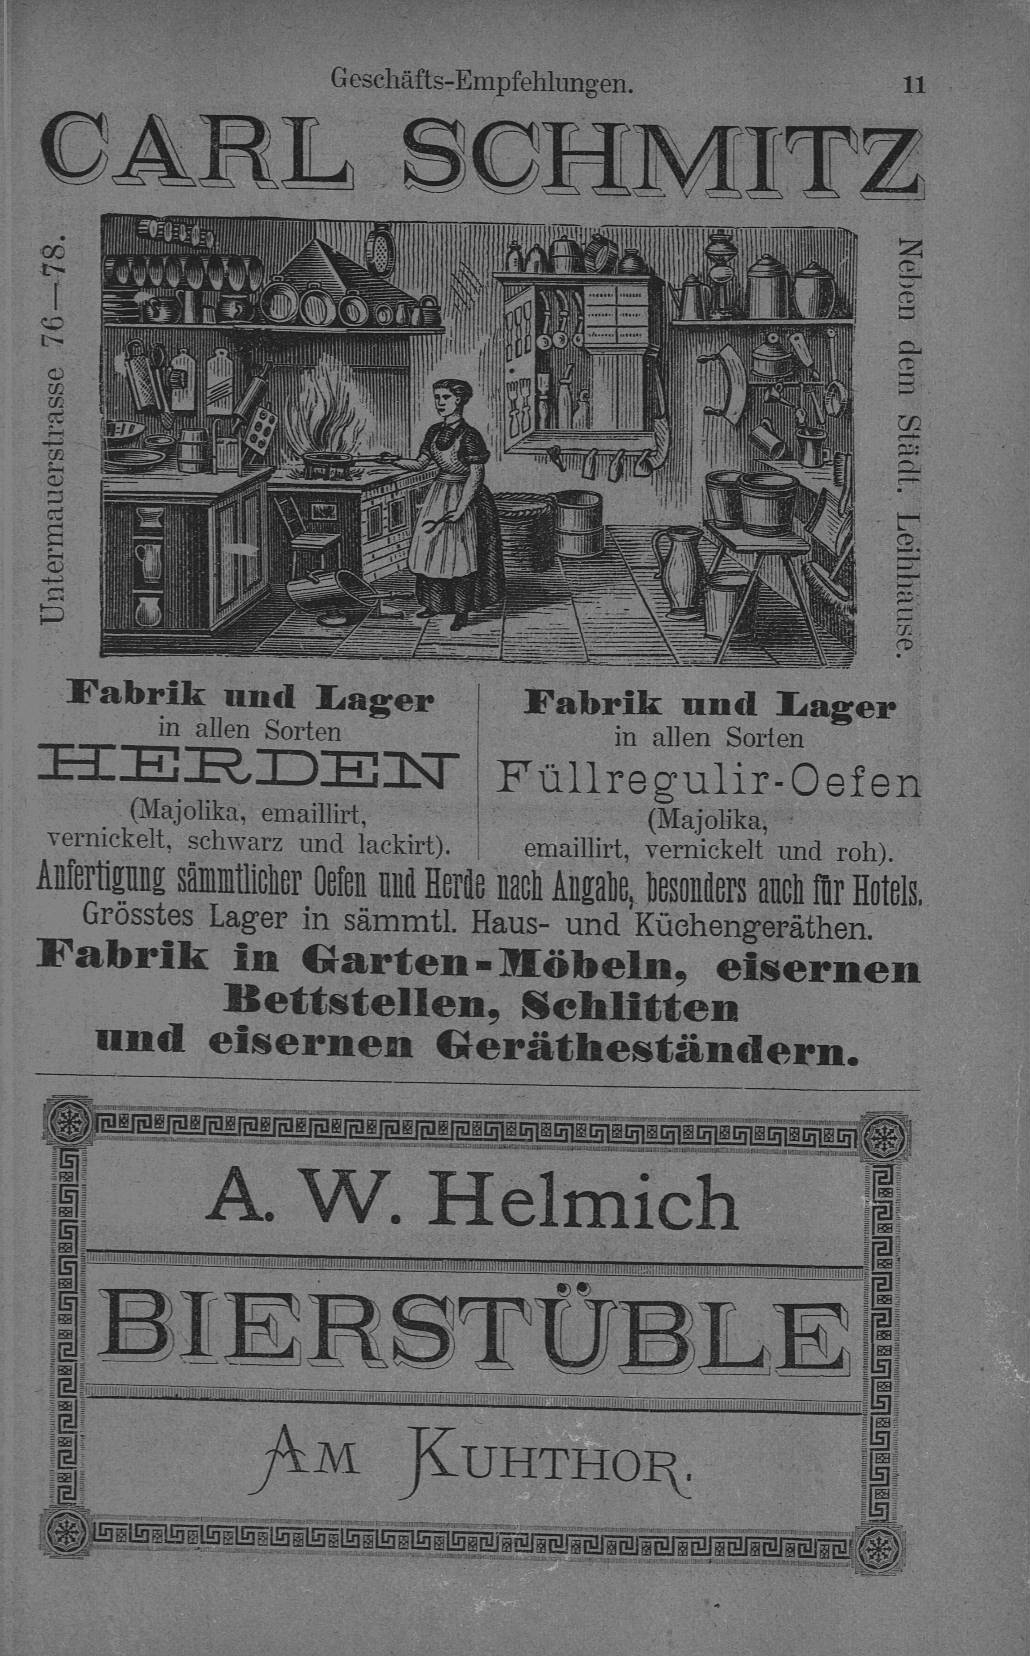 Geschäfts-Empfehlungen. 11
CARL SCHMITZ
Untermauerstrasse 76—78.
Neben dem Städt. Leihhause.
Fabrik und Lager
in allen Sorten
HERDEN
(Majolika, emaillirt,
vernickelt, schwarz und lackirt).
Fabrik und Lager
in allen Sorten
Füllregulir-Oefen
(Majolika,
emaillirt, vernickelt und roh).
Anfertigung sämmtlicher Oefen und Herde nach Angabe, besonders auch für Hotels.
Grösstes Lager in sämmtl. Haus- und Küchengeräthen.
Fabrik in Garten-Möbeln, eisernen
Bettstellen, Schlitten
und eisernen Gerätheständern.
A. W. Helmich
BIERSTÜBLE
AM KUHTHOR.